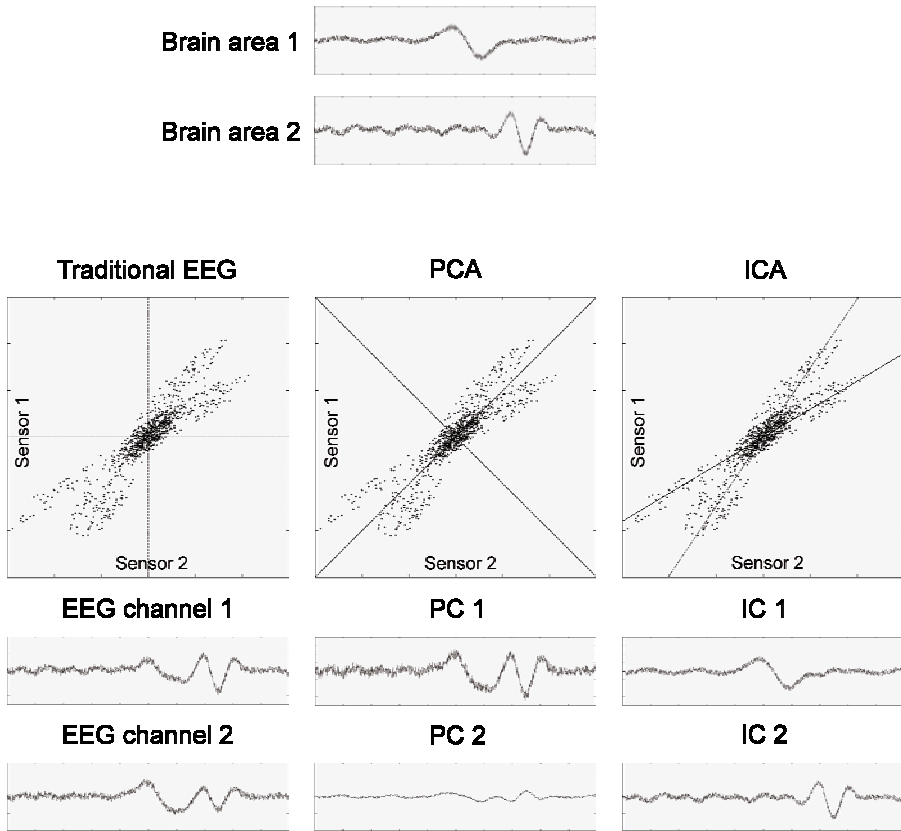 Brain area 1
Brain area 2
Traditional EEG
PCA
ICA
Sensor 1
Sensor 2
Sensor 1
Sensor 2
Sensor 1
Sensor 2
EEG channel 1
PC 1
IC 1
EEG channel 2
PC 2
IC 2